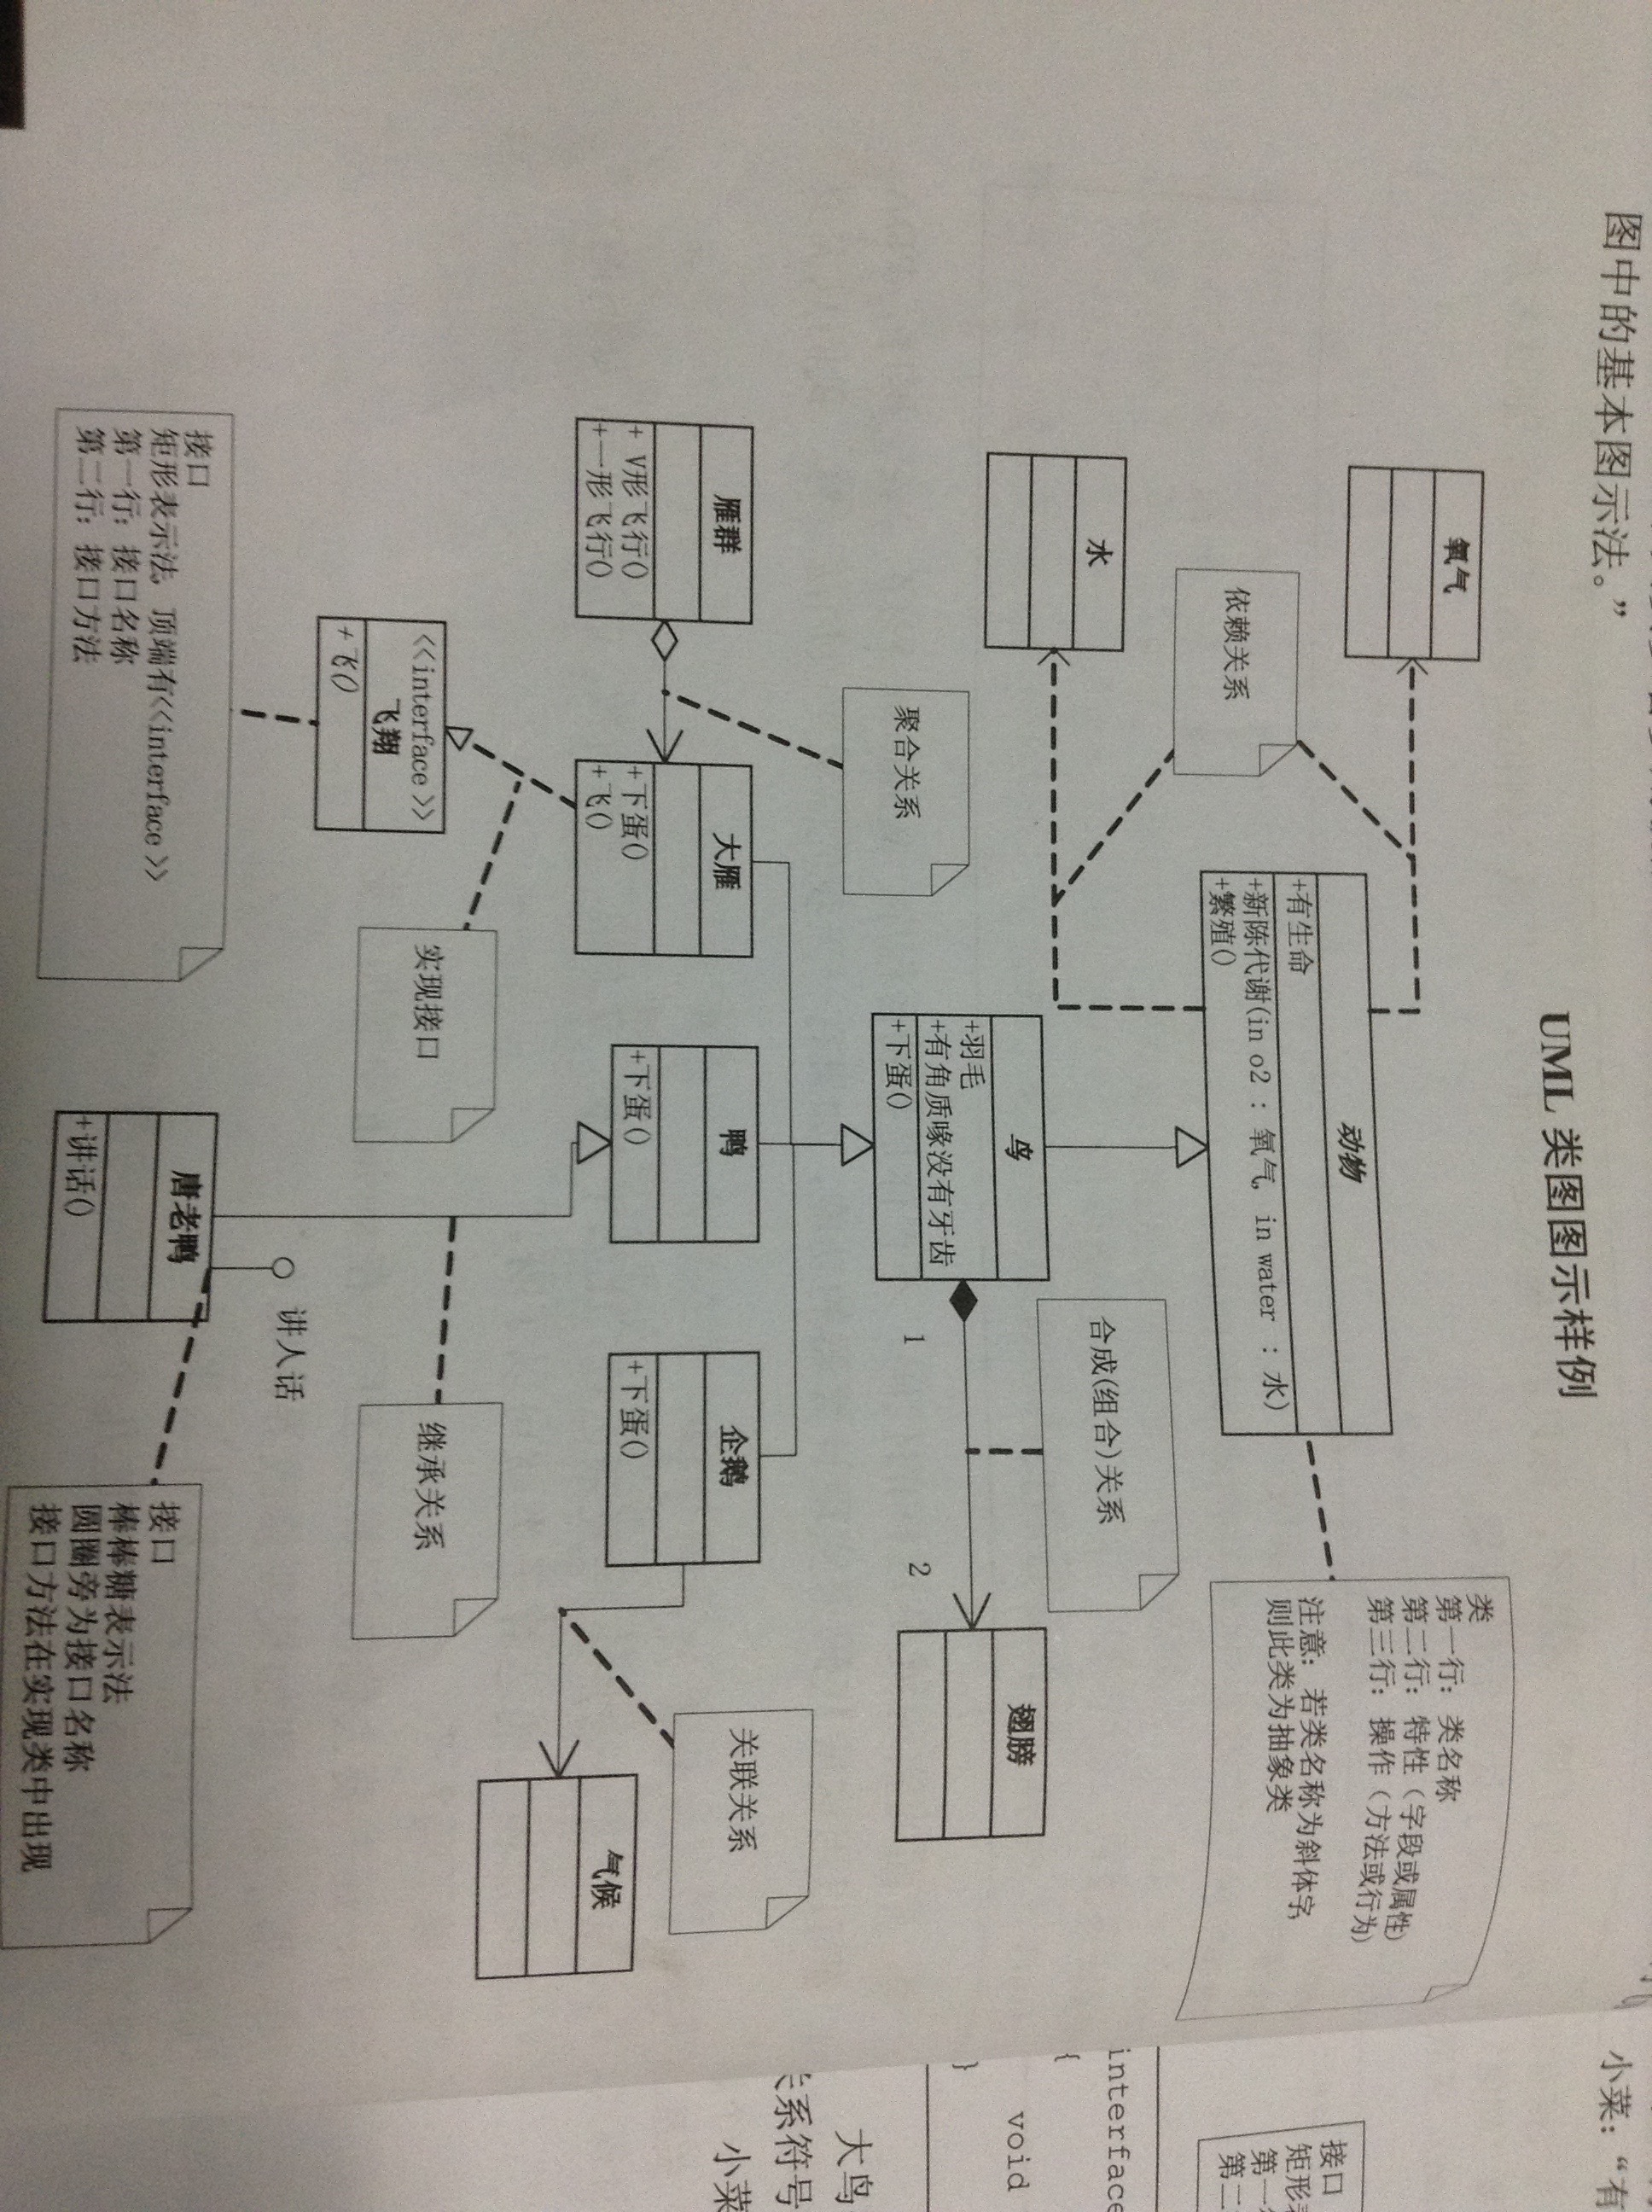 图中的基本图示法。”
UML 类图图示样例
氧气
依赖关系
水
动物
+有生命
+新陈代谢(in o2 : 氧气, in water : 水)
+繁殖()
类
第一行：类名称
第二行：特性（字段或属性）
第三行：操作（方法或行为）
注意：若类名称为斜体字，
则此类为抽象类
鸟
+羽毛
+有角质喙没有牙齿
+下蛋()
合成(组合)关系
1
2
翅膀
聚合关系
雁群
+ V形飞行()
+一形飞行()
大雁
+下蛋()
+飞()
鸭
+下蛋()
企鹅
+下蛋()
关联关系
气候
<<interface>>
飞翔
+飞()
实现接口
继承关系
接口
矩形表示法，顶端有<<interface>>
第一行：接口名称
第二行：接口方法
唐老鸭
+讲话()
讲人话
接口
棒棒糖表示法
圆圈旁为接口名称
接口方法在实现类中出现
小菜：“有
接口
矩形
第一
第二
interface
{
void
}
大鸟
系符号
小菜